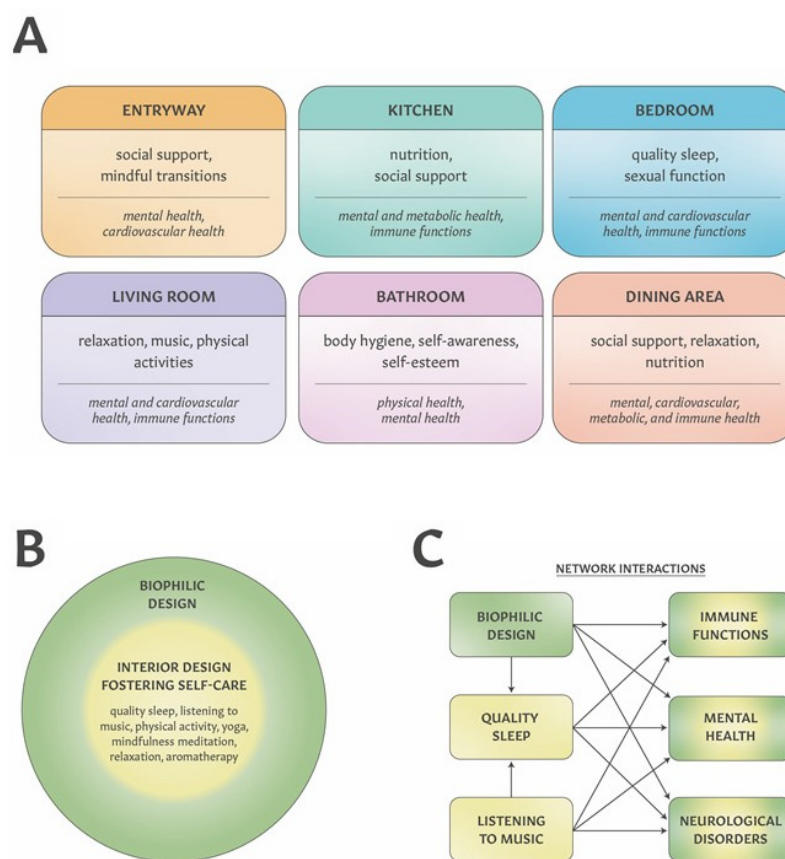 A
ENTRYWAY
social support,
mindful transitions
mental health,
cardiovascular health
KITCHEN
nutrition,
social support
mental and metabolic health,
immune functions
BEDROOM
quality sleep,
sexual function
mental and cardiovascular
health, immune functions
LIVING ROOM
relaxation, music, physical
activities
mental and cardiovascular
health, immune functions
BATHROOM
body hygiene, self-awareness,
self-esteem
physical health,
mental health
DINING AREA
social support, relaxation,
nutrition
mental, cardiovascular,
metabolic, and immune health
B
BIOPHILIC
DESIGN
INTERIOR DESIGN
FOSTERING SELF-CARE
quality sleep, listening to
music, physical activity, yoga,
mindfulness meditation,
relaxation, aromatherapy
C
NETWORK INTERACTIONS
BIOPHILIC
DESIGN
IMMUNE
FUNCTIONS
QUALITY
SLEEP
MENTAL
HEALTH
LISTENING
TO MUSIC
NEUROLOGICAL
DISORDERS